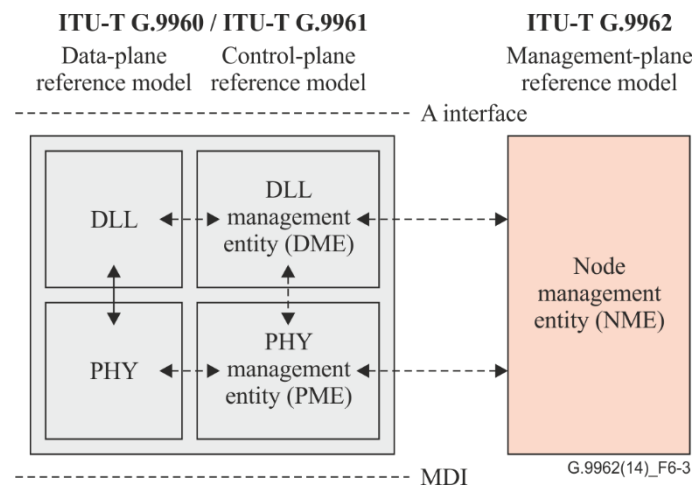 ITU-T G.9960 / ITU-T G.9961
Data-plane
reference model
Control-plane
reference model
ITU-T G.9962
Management-plane
reference model
A interface
DLL
DLL
management
entity (DME)
PHY
PHY
management
entity (PME)
Node
management
entity (NME)
MDI
G.9962(14)_F6-3